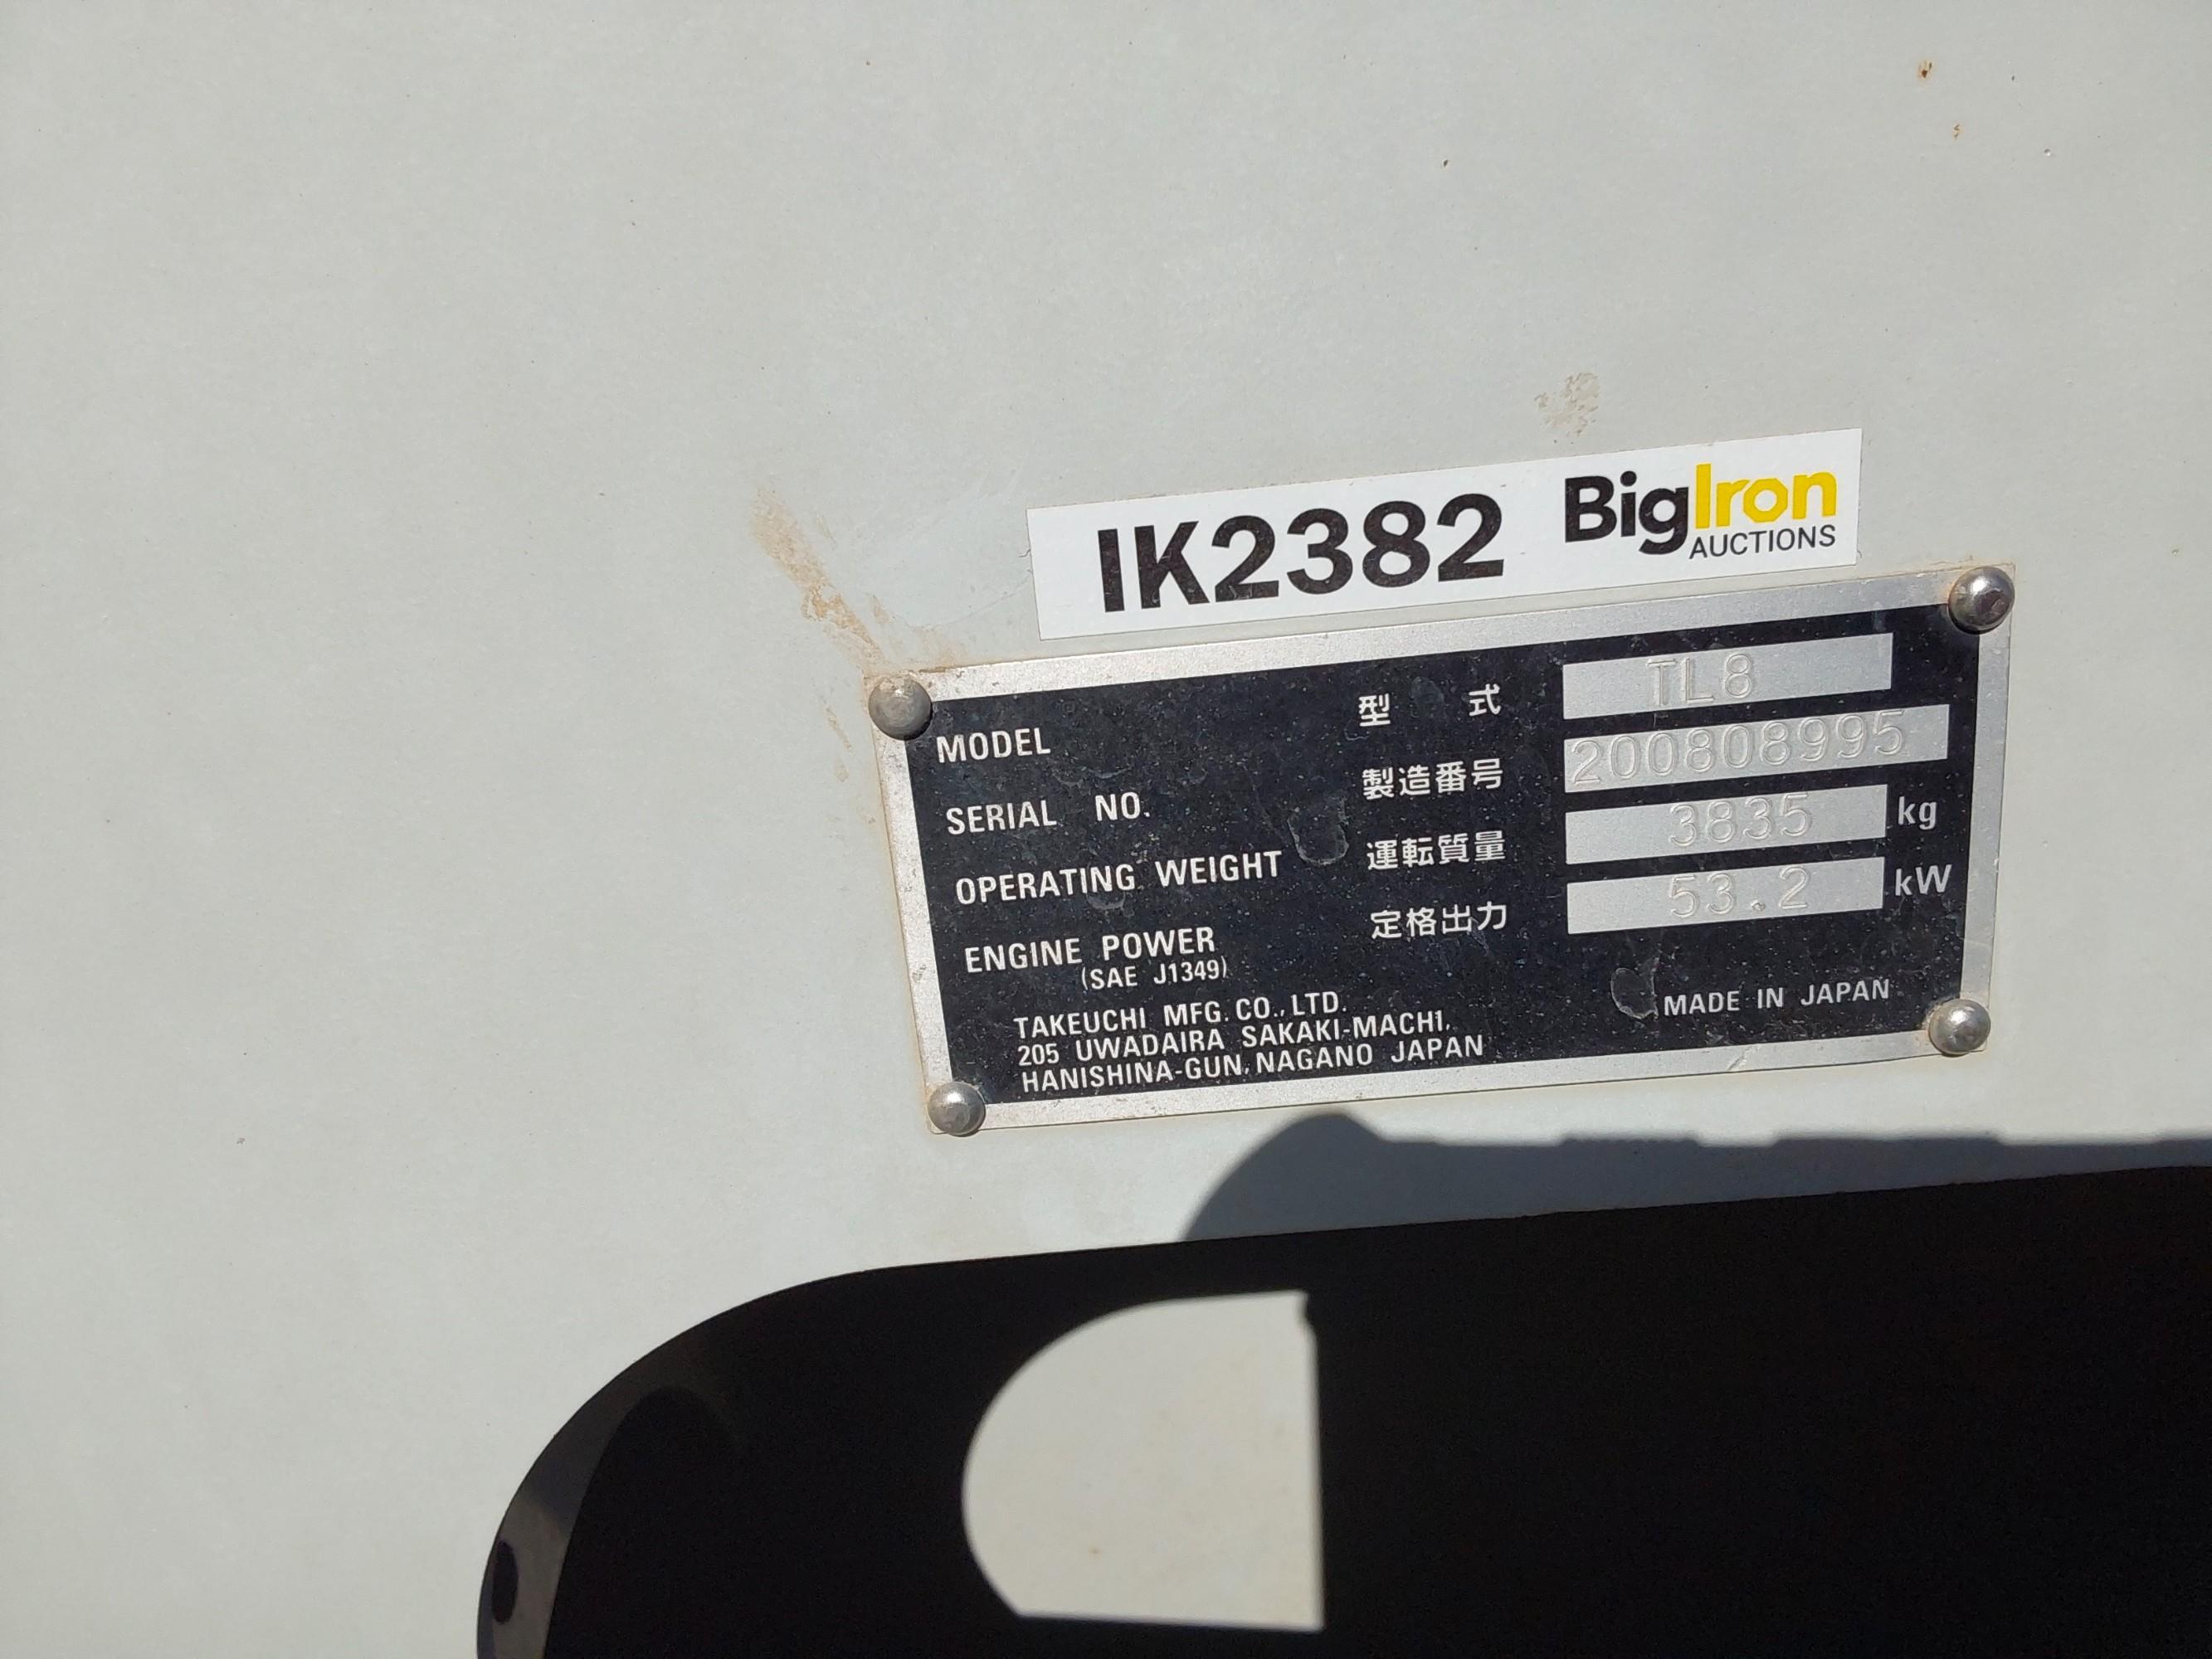 IK2382 BigIron
AUCTIONS
MODEL 型 式 TL8
SERIAL NO. 製造番号 200808995
OPERATING WEIGHT 運転質量 3835 kg
ENGINE POWER 定格出力 53.2 kW
(SAE J1349)
TAKEUCHI MFG. CO., LTD.
205 UWADAIRA SAKAKI-MACHI,
HANISHINA-GUN, NAGANO JAPAN
MADE IN JAPAN